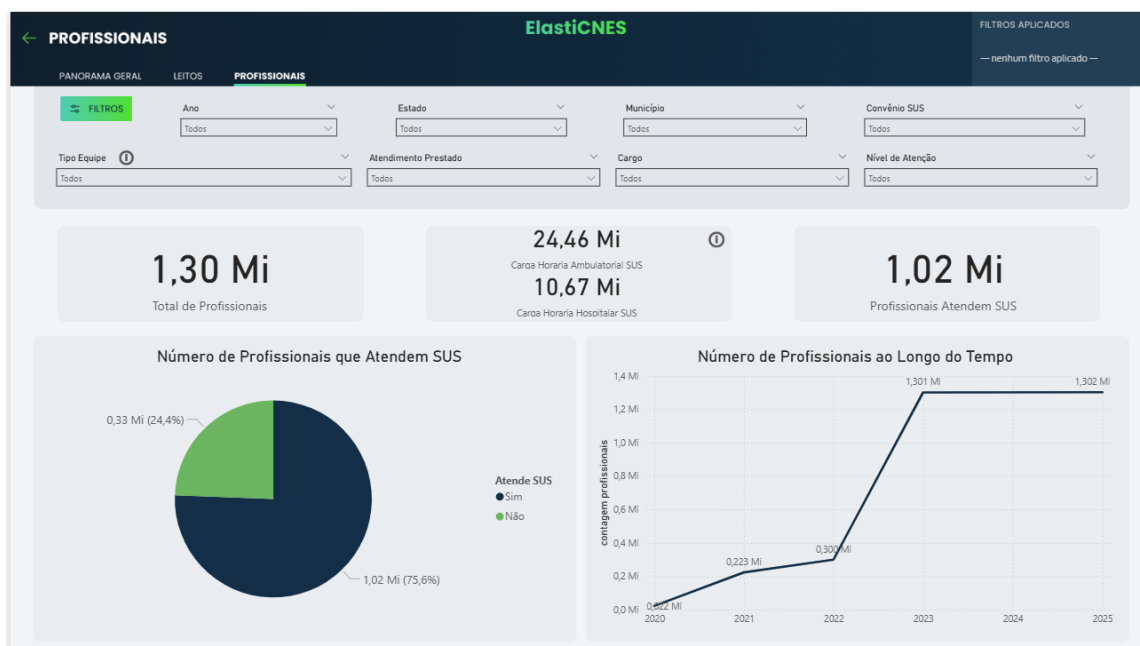 ElastiCNES
PROFISSIONAIS
FILTROS APLICADOS
— nenhum filtro aplicado —
PANORAMA GERAL LEITOS PROFISSIONAIS
FILTROS
Ano Estado Município Convênio SUS
Todos Todos Todos Todos
Tipo Equipe Atendimento Prestado Cargo Nível de Atenção
Todos Todos Todos Todos
1,30 Mi
Total de Profissionais
24,46 Mi
Carga Horaria Ambulatorial SUS
10,67 Mi
Carga Horaria Hospitalar SUS
1,02 Mi
Profissionais Atendem SUS
Número de Profissionais que Atendem SUS
0,33 Mi (24,4%)
1,02 Mi (75,6%)
Atende SUS
Sim
Não
Número de Profissionais ao Longo do Tempo
contagem profissionais
1,4 Mi
1,2 Mi
1,0 Mi
0,8 Mi
0,6 Mi
0,4 Mi
0,2 Mi
0,0 Mi
0,022 Mi
0,223 Mi
0,300 Mi
1,301 Mi
1,302 Mi
2020 2021 2022 2023 2024 2025